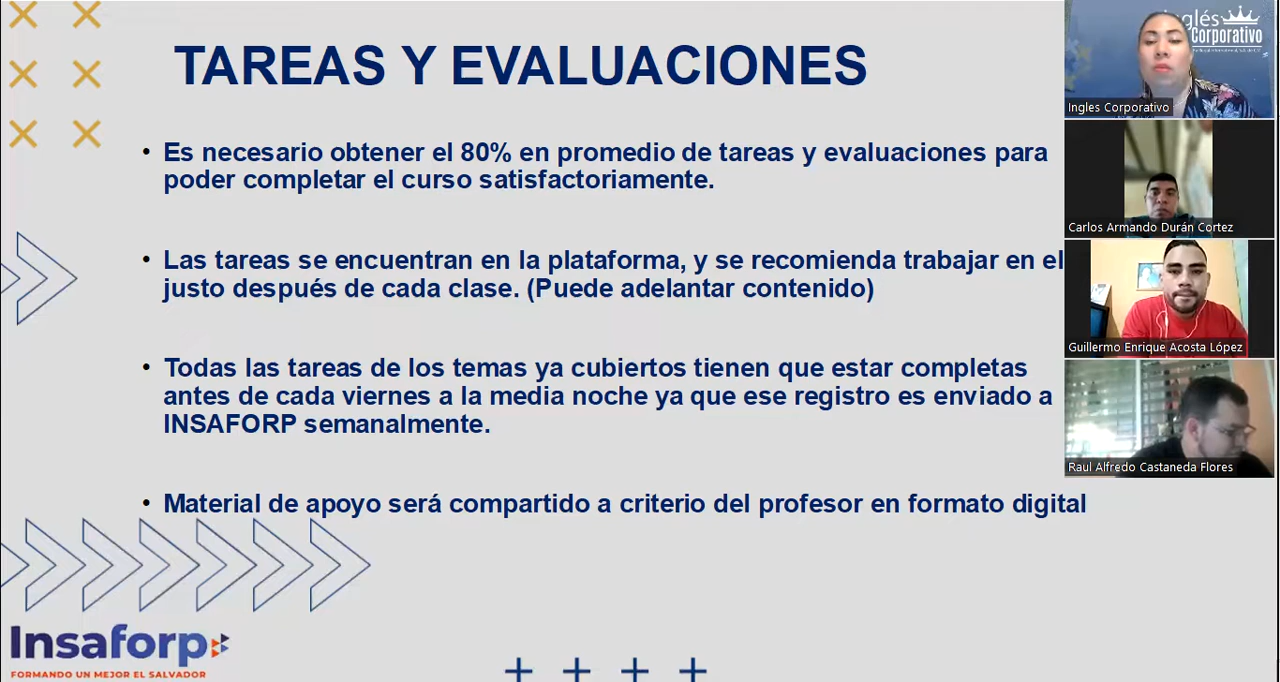 TAREAS Y EVALUACIONES
• Es necesario obtener el 80% en promedio de tareas y evaluaciones para
poder completar el curso satisfactoriamente.
• Las tareas se encuentran en la plataforma, y se recomienda trabajar en el
justo después de cada clase. (Puede adelantar contenido)
• Todas las tareas de los temas ya cubiertos tienen que estar completas
antes de cada viernes a la media noche ya que ese registro es enviado a
INSAFORP semanalmente.
• Material de apoyo será compartido a criterio del profesor en formato digital
Insaforp
FORMANDO UN MEJOR EL SALVADOR
Inglés
Corporativo
Ingles Corporativo
Carlos Armando Durán Cortez
Guillermo Enrique Acosta López
Raul Alfredo Castaneda Flores